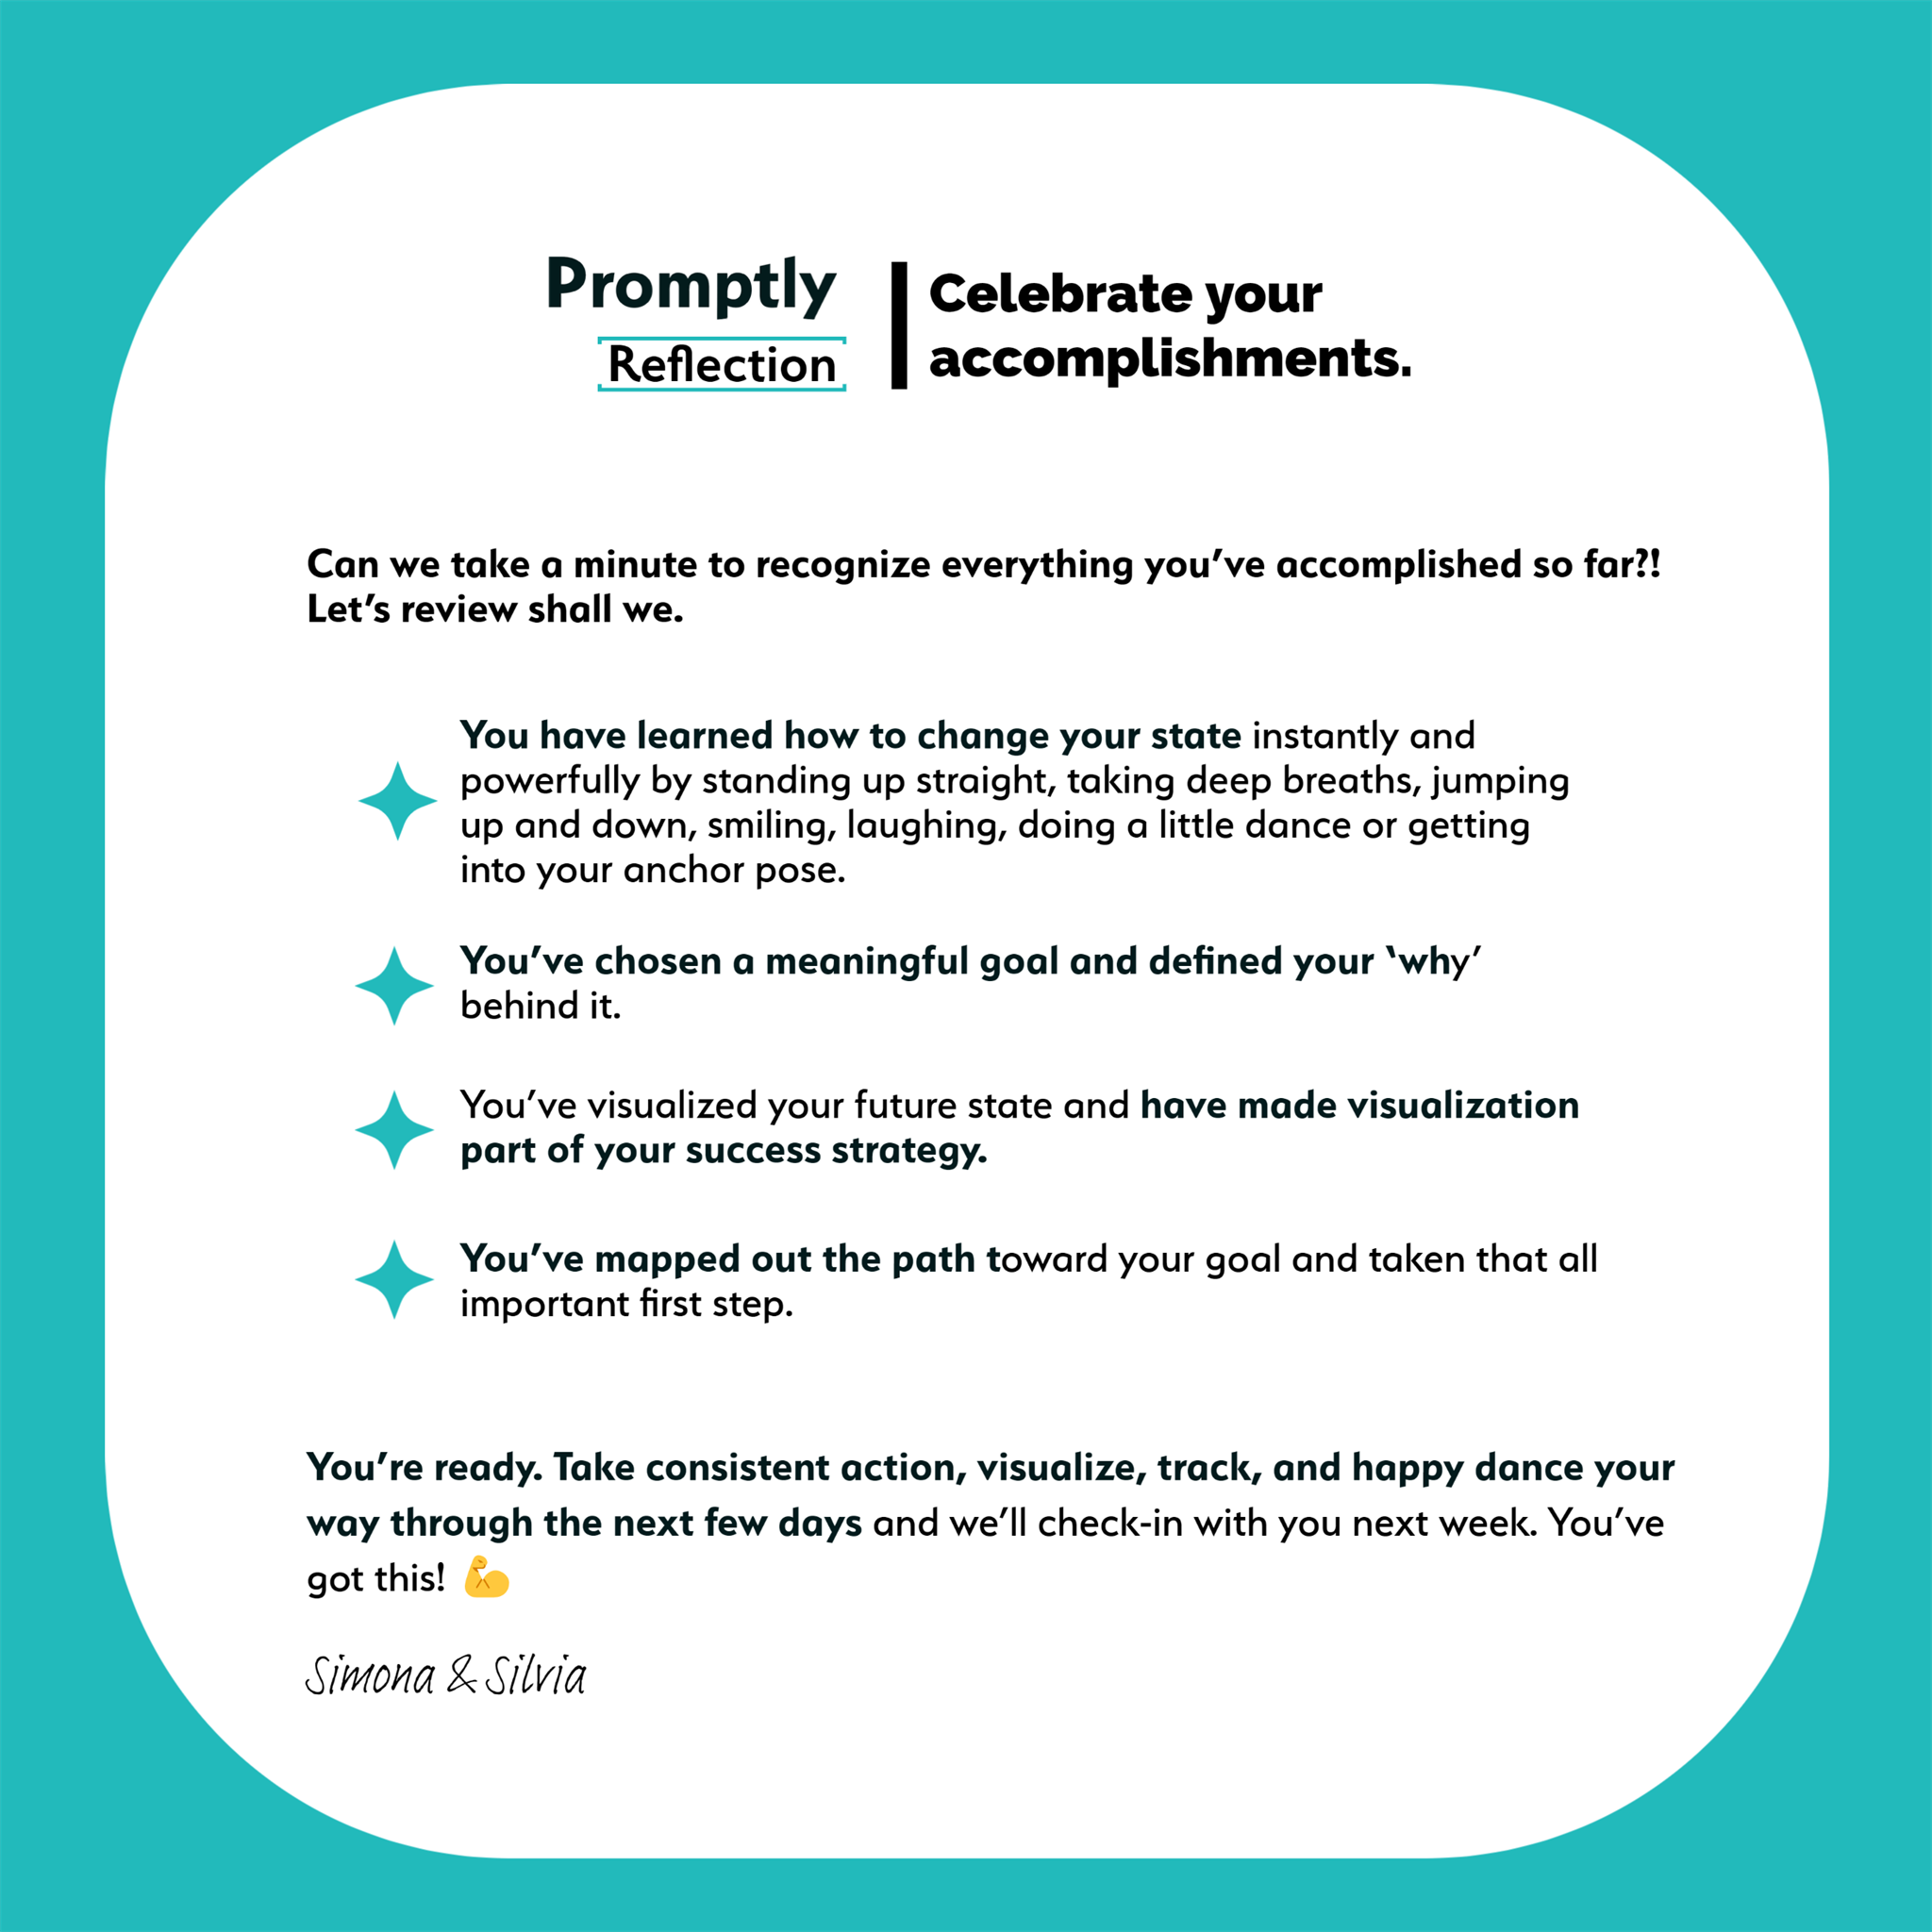 Promptly
Reflection
Celebrate your
accomplishments.
Can we take a minute to recognize everything you’ve accomplished so far?!
Let’s review shall we.
You have learned how to change your state instantly and
powerfully by standing up straight, taking deep breaths, jumping
up and down, smiling, laughing, doing a little dance or getting
into your anchor pose.
You’ve chosen a meaningful goal and defined your ‘why’
behind it.
You’ve visualized your future state and have made visualization
part of your success strategy.
You’ve mapped out the path toward your goal and taken that all
important first step.
You’re ready. Take consistent action, visualize, track, and happy dance your
way through the next few days and we’ll check-in with you next week. You’ve
got this! 💪
Simona & Silvia